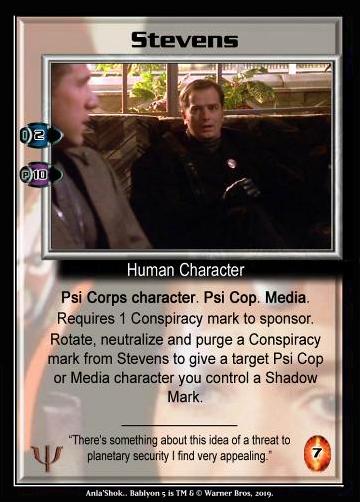 Stevens
D 2
P 10
Human Character
Psi Corps character. Psi Cop. Media.
Requires 1 Conspiracy mark to sponsor.
Rotate, neutralize and purge a Conspiracy
mark from Stevens to give a target Psi Cop
or Media character you control a Shadow
Mark.
"There's something about this idea of a threat to
planetary security I find very appealing."
7
Anla'Shok.. Bablyon 5 is TM & © Warner Bros, 2019.